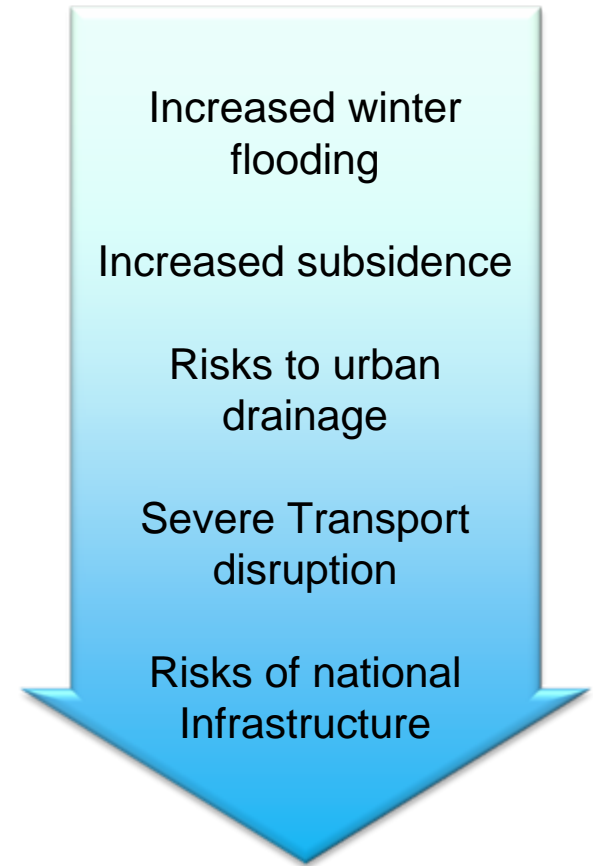 Increased winter
flooding
Increased subsidence
Risks to urban
drainage
Severe Transport
disruption
Risks of national
Infrastructure